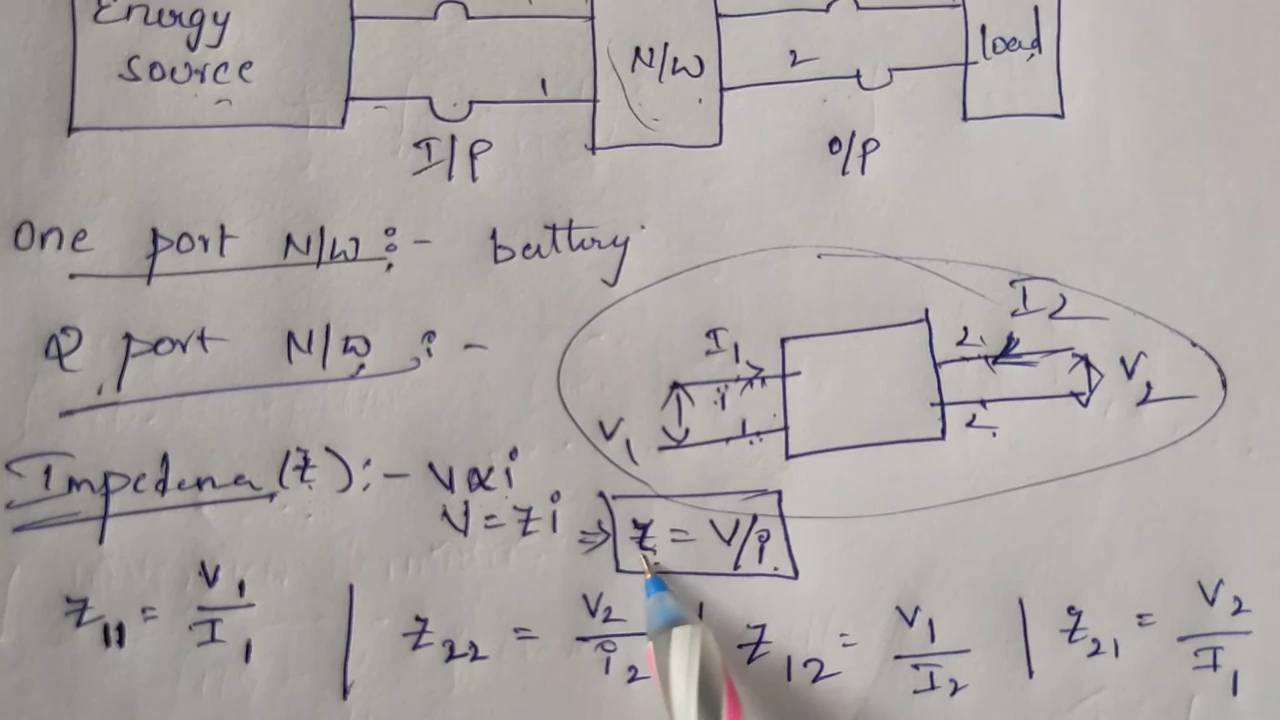 Energy
source
N/W
load
1
2
I/P
O/P
One port N/W :- battery
2 port N/W :-
I1
I2
2
1
V1
V2
1
2
Impedena (z) :- V∝i
V = zi ⇒ z = V/i
z11 = V1/I1 | z22 = V2/i2 | z12 = V1/I2 | z21 = V2/I1